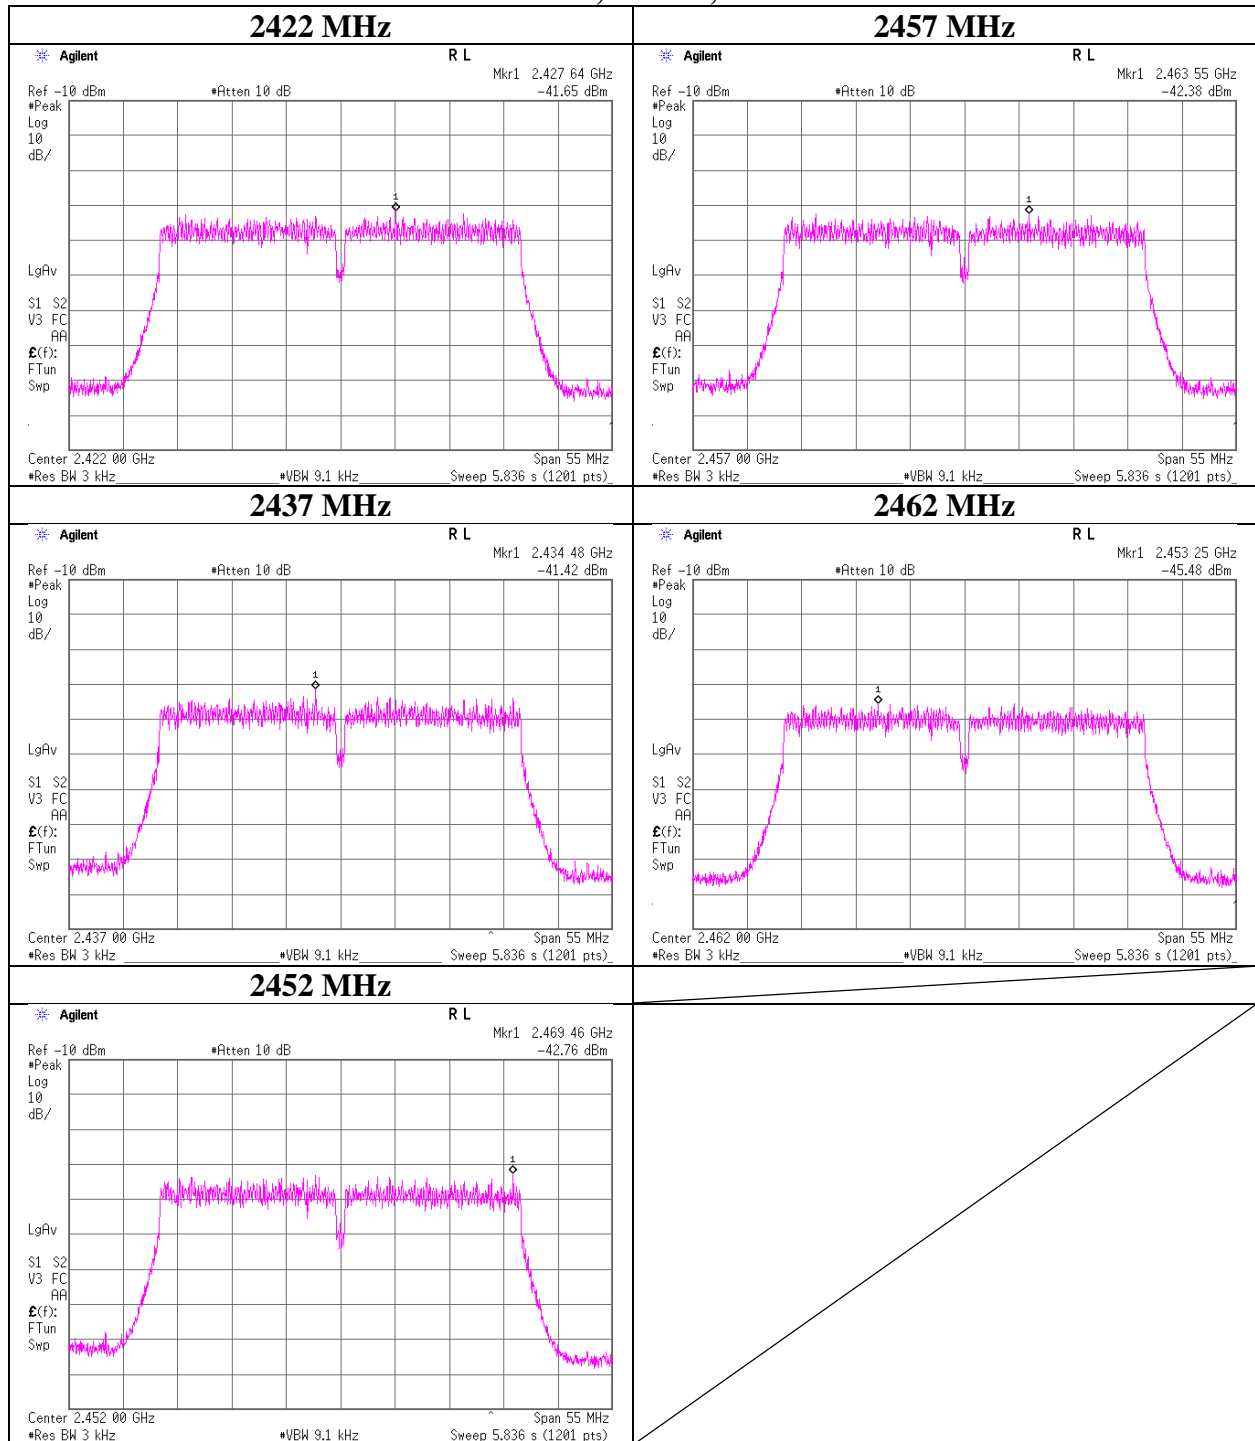 2422 MHz
2457 MHz
Agilent
R L
Mkr1 2.427 64 GHz
Ref -10 dBm
#Atten 10 dB
-41.65 dBm
#Peak
Log
10
dB/
1
LgAv
S1 S2
V3 FC
AA
£(f):
FTun
Swp
Center 2.422 00 GHz
Span 55 MHz
#Res BW 3 kHz
#VBW 9.1 kHz
Sweep 5.836 s (1201 pts)
Agilent
R L
Mkr1 2.463 55 GHz
Ref -10 dBm
#Atten 10 dB
-42.38 dBm
#Peak
Log
10
dB/
1
LgAv
S1 S2
V3 FC
AA
£(f):
FTun
Swp
Center 2.457 00 GHz
Span 55 MHz
#Res BW 3 kHz
#VBW 9.1 kHz
Sweep 5.836 s (1201 pts)
2437 MHz
2462 MHz
Agilent
R L
Mkr1 2.434 48 GHz
Ref -10 dBm
#Atten 10 dB
-41.42 dBm
#Peak
Log
10
dB/
1
LgAv
S1 S2
V3 FC
AA
£(f):
FTun
Swp
Center 2.437 00 GHz
Span 55 MHz
#Res BW 3 kHz
#VBW 9.1 kHz
Sweep 5.836 s (1201 pts)
Agilent
R L
Mkr1 2.453 25 GHz
Ref -10 dBm
#Atten 10 dB
-45.48 dBm
#Peak
Log
10
dB/
1
LgAv
S1 S2
V3 FC
AA
£(f):
FTun
Swp
Center 2.462 00 GHz
Span 55 MHz
#Res BW 3 kHz
#VBW 9.1 kHz
Sweep 5.836 s (1201 pts)
2452 MHz
Agilent
R L
Mkr1 2.469 46 GHz
Ref -10 dBm
#Atten 10 dB
-42.76 dBm
#Peak
Log
10
dB/
1
LgAv
S1 S2
V3 FC
AA
£(f):
FTun
Swp
Center 2.452 00 GHz
Span 55 MHz
#Res BW 3 kHz
#VBW 9.1 kHz
Sweep 5.836 s (1201 pts)